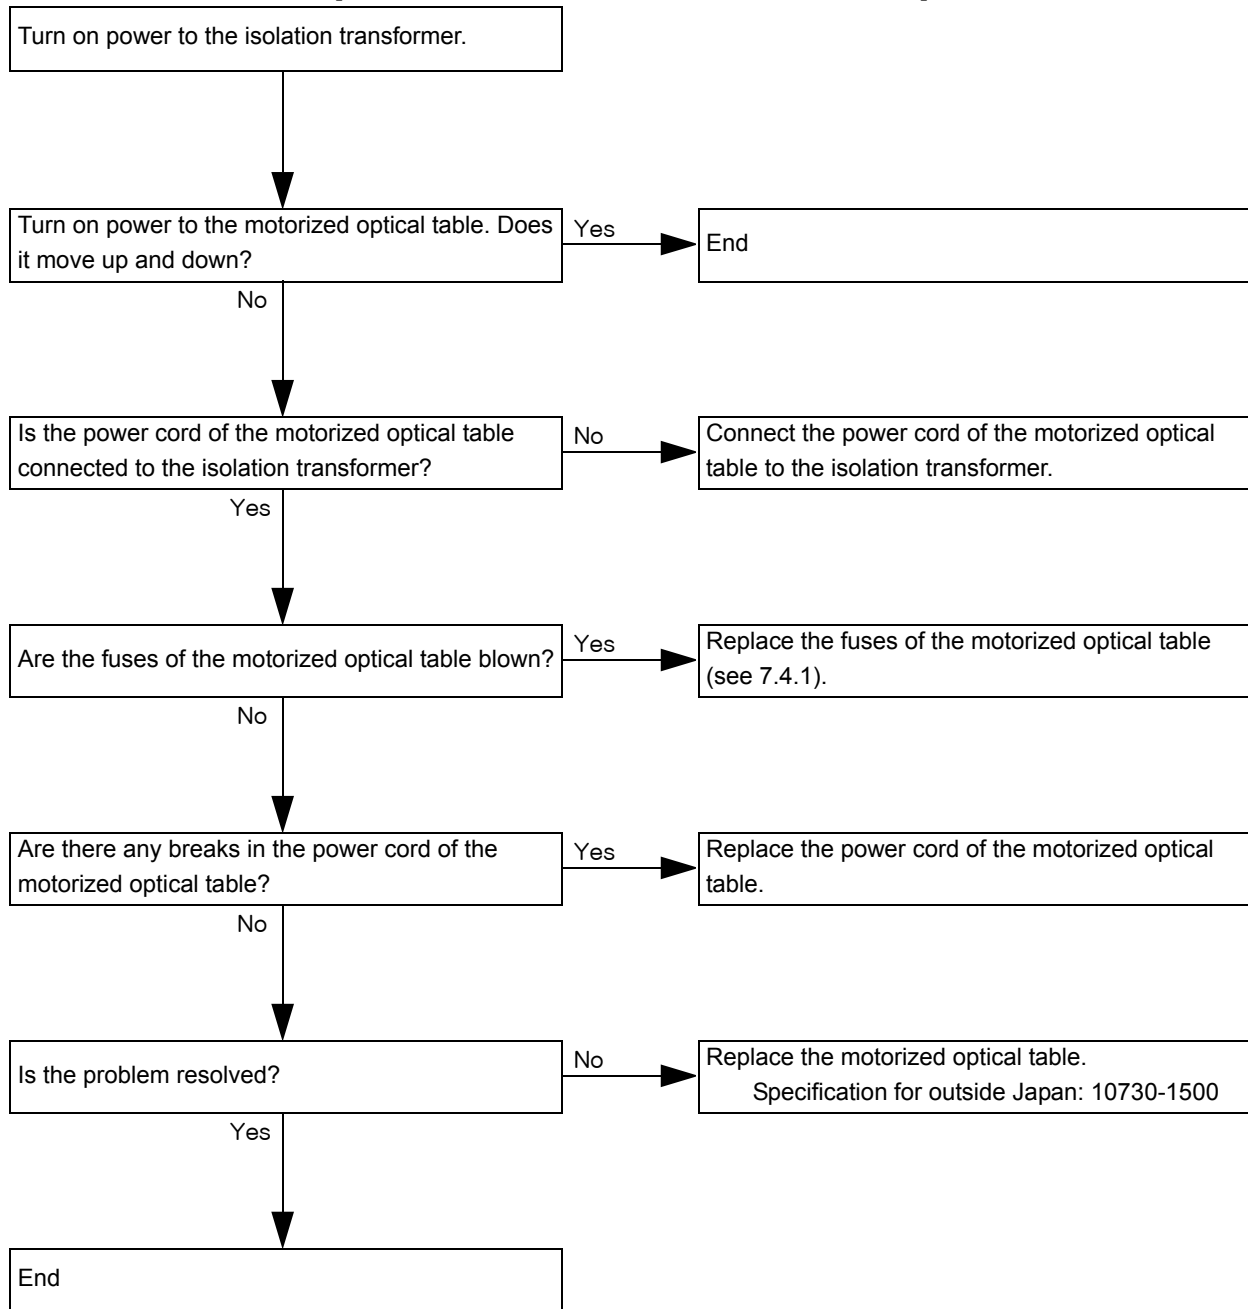 Turn on power to the isolation transformer.
Turn on power to the motorized optical table. Does
it move up and down?
Yes
End
No
Is the power cord of the motorized optical table
connected to the isolation transformer?
No
Connect the power cord of the motorized optical
table to the isolation transformer.
Yes
Are the fuses of the motorized optical table blown?
Yes
Replace the fuses of the motorized optical table
(see 7.4.1).
No
Are there any breaks in the power cord of the
motorized optical table?
Yes
Replace the power cord of the motorized optical
table.
No
Is the problem resolved?
No
Replace the motorized optical table.
Specification for outside Japan: 10730-1500
Yes
End